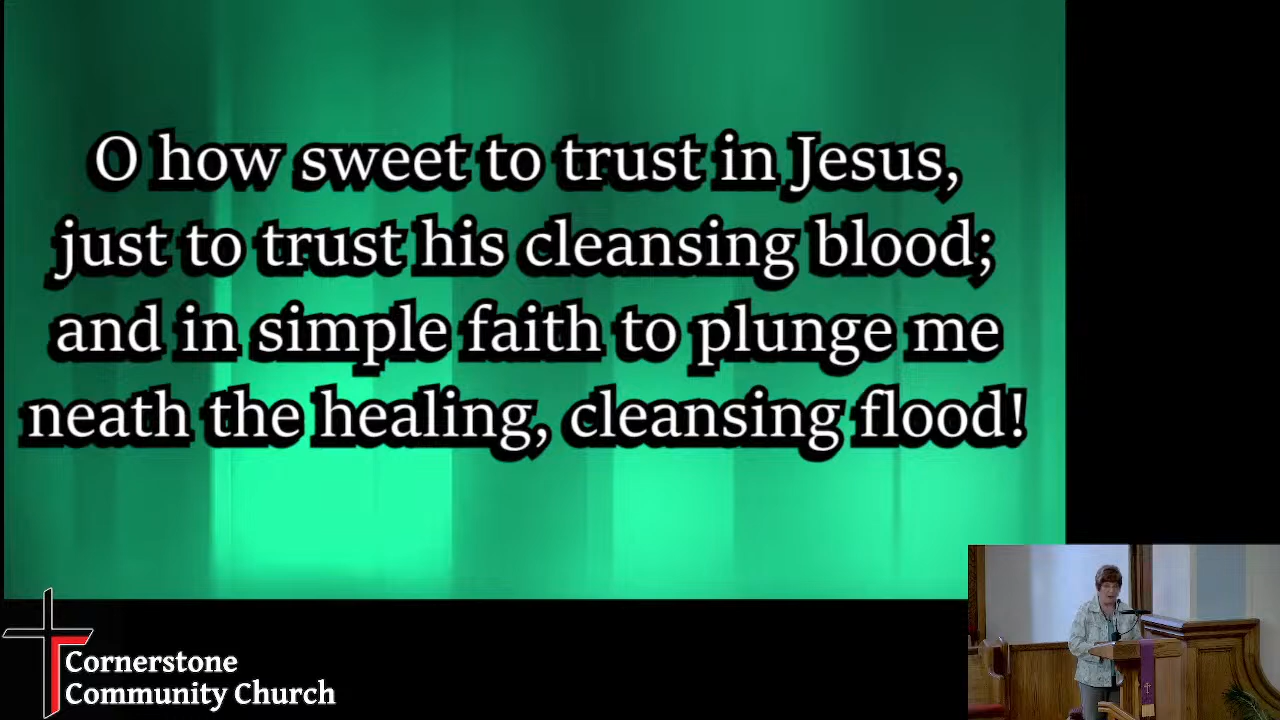 O how sweet to trust in Jesus,
just to trust his cleansing blood;
and in simple faith to plunge me
neath the healing, cleansing flood!
Cornerstone
Community Church